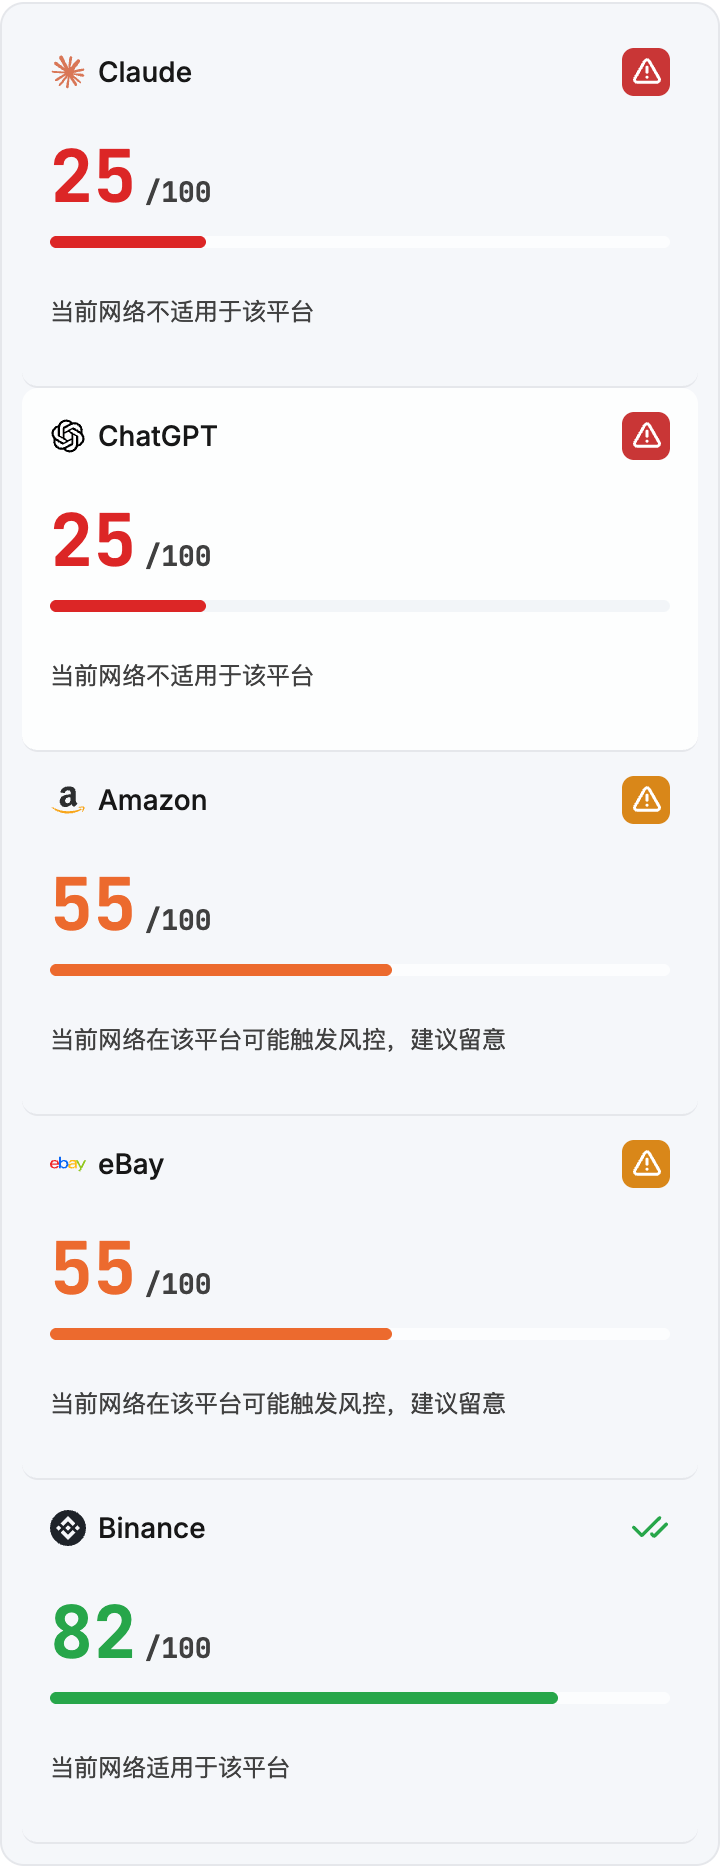 Claude
25 /100
当前网络不适用于该平台
ChatGPT
25 /100
当前网络不适用于该平台
a Amazon
55 /100
当前网络在该平台可能触发风控，建议留意
ebay eBay
55 /100
当前网络在该平台可能触发风控，建议留意
Binance
82 /100
当前网络适用于该平台